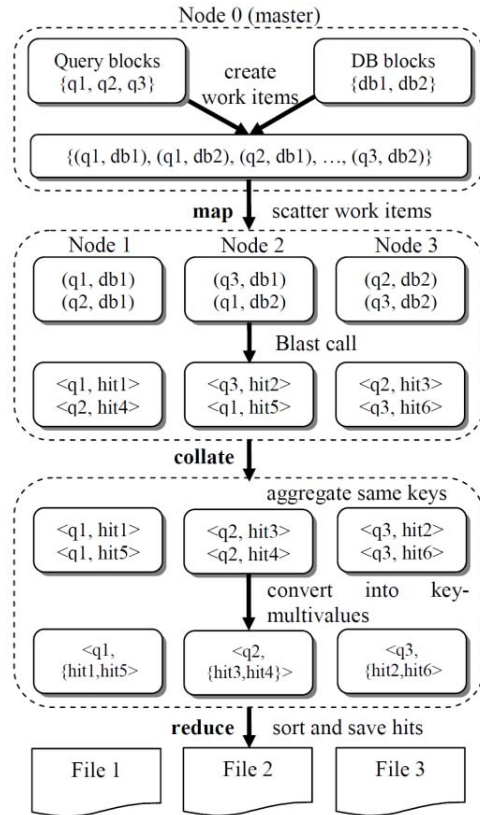 Node 0 (master)
Query blocks
{q1, q2, q3}
DB blocks
{db1, db2}
create
work items
{(q1, db1), (q1, db2), (q2, db1), …, (q3, db2)}
map scatter work items
Node 1 Node 2 Node 3
(q1, db1)
(q2, db1)
(q3, db1)
(q1, db2)
(q2, db2)
(q3, db2)
Blast call
<q1, hit1>
<q2, hit4>
<q3, hit2>
<q1, hit5>
<q2, hit3>
<q3, hit6>
collate
aggregate same keys
<q1, hit1>
<q1, hit5>
<q2, hit3>
<q2, hit4>
<q3, hit2>
<q3, hit6>
convert into key-
multivalues
<q1,
{hit1,hit5>
<q2,
{hit3,hit4}>
<q3,
{hit2,hit6>
reduce sort and save hits
File 1 File 2 File 3